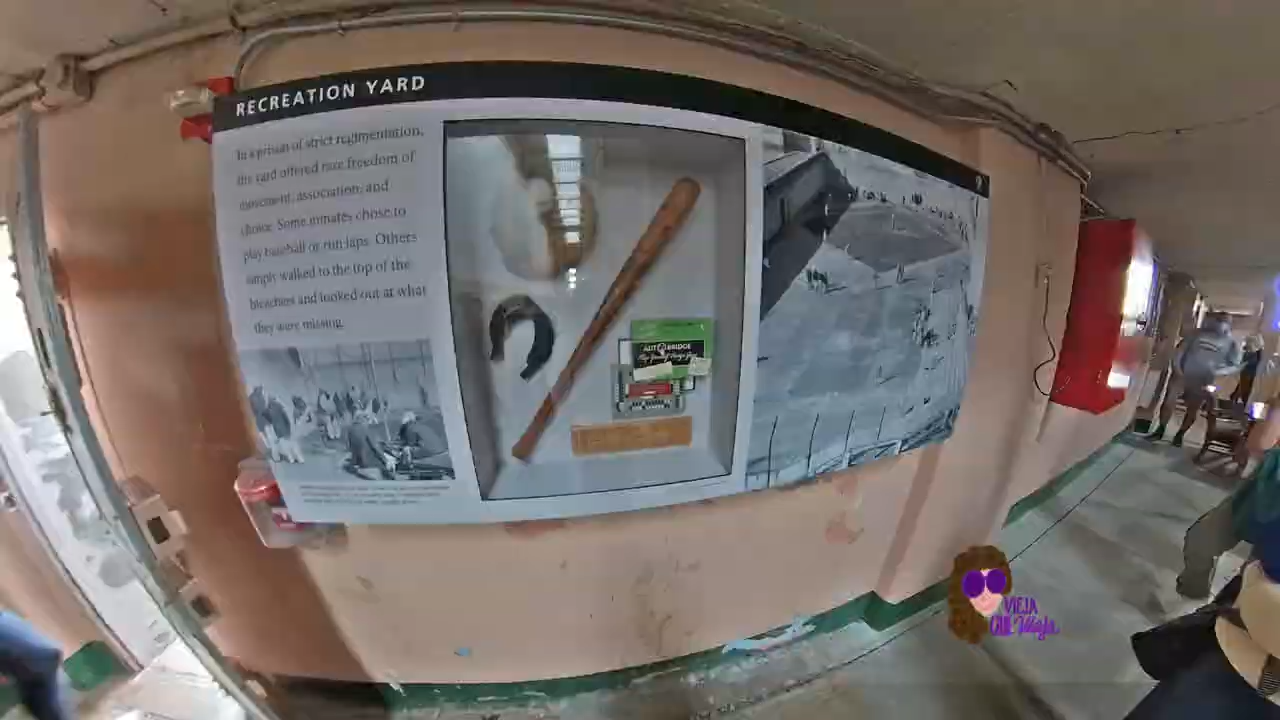 RECREATION YARD
In a prison of strict regimentation,
the yard offered rare freedom of
movement, association, and
choice. Some inmates chose to
play baseball or run laps. Others
simply walked to the top of the
bleachers and looked out at what
they were missing.
AUTOBRIDGE
VIEJA
QUE Viaja